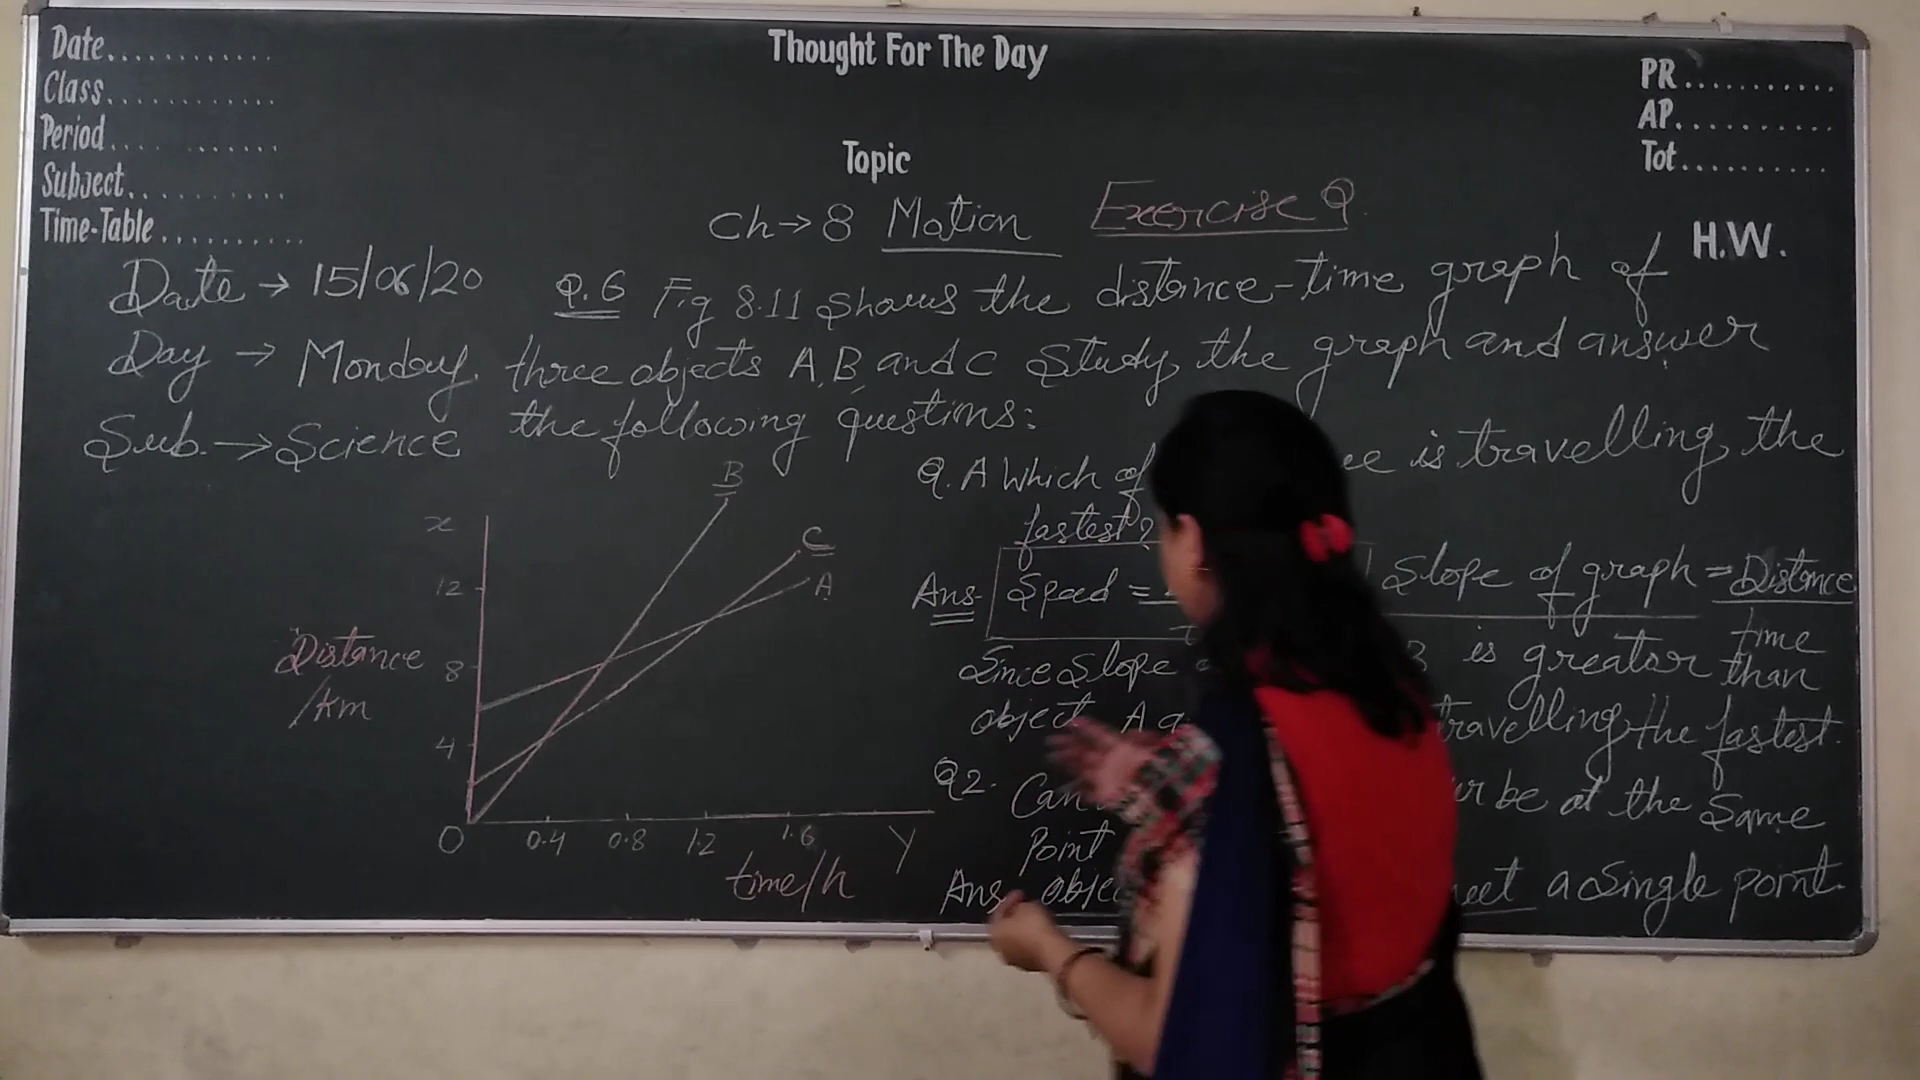 Date............
Class............
Period............
Subject............
Time-Table..........
Thought For The Day
PR...........
AP...........
Tot...........
Topic
H.W.
Ch→8 Motion Exercise Q.
Date → 15/06/20
Day → Monday.
Sub. → Science
Q.6 Fig 8.11 shows the distance-time graph of
three objects A, B and C Study the graph and answer
the following questions:
Q.A Which of is travelling the
fastest?
Ans. Speed = Slope of graph = Distance
time
Since slope is greater than
object A travelling the fastest.
Q2. Can be at the same
Point
Ans. meet a single point.
x
12
8
4
O
0.4 0.8 1.2 1.6 Y
Distance
/km
time/h
B
C
A